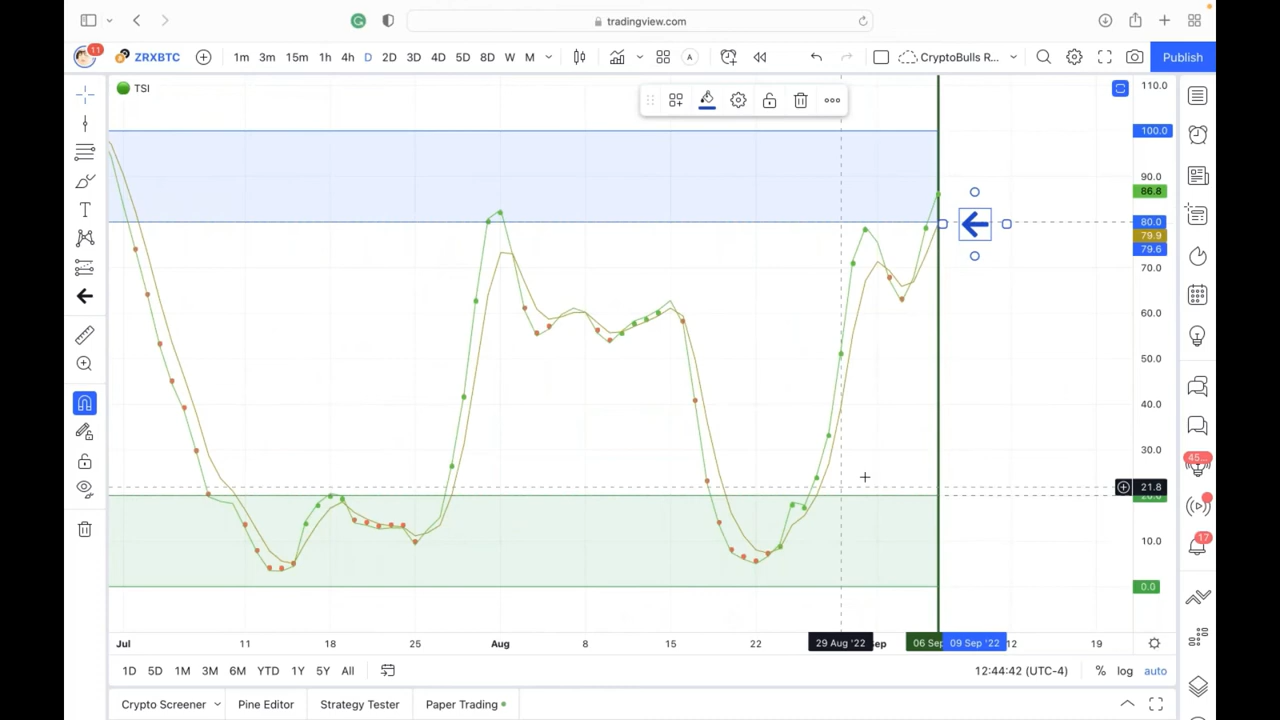 tradingview.com
11
ZRXBTC
1m 3m 15m 1h 4h D 2D 3D 4D 5D 8D W M
A
CryptoBulls R...
Publish
TSI
110.0
100.0
90.0
86.8
80.0
79.9
79.6
70.0
60.0
50.0
40.0
30.0
21.8
10.0
0.0
T
45...
17
Jul 11 18 25 Aug 8 15 22 29 Aug '22 Sep 06 Sep 09 Sep '22 12 19
1D 5D 1M 3M 6M YTD 1Y 5Y All
12:44:42 (UTC-4) % log auto
Crypto Screener Pine Editor Strategy Tester Paper Trading